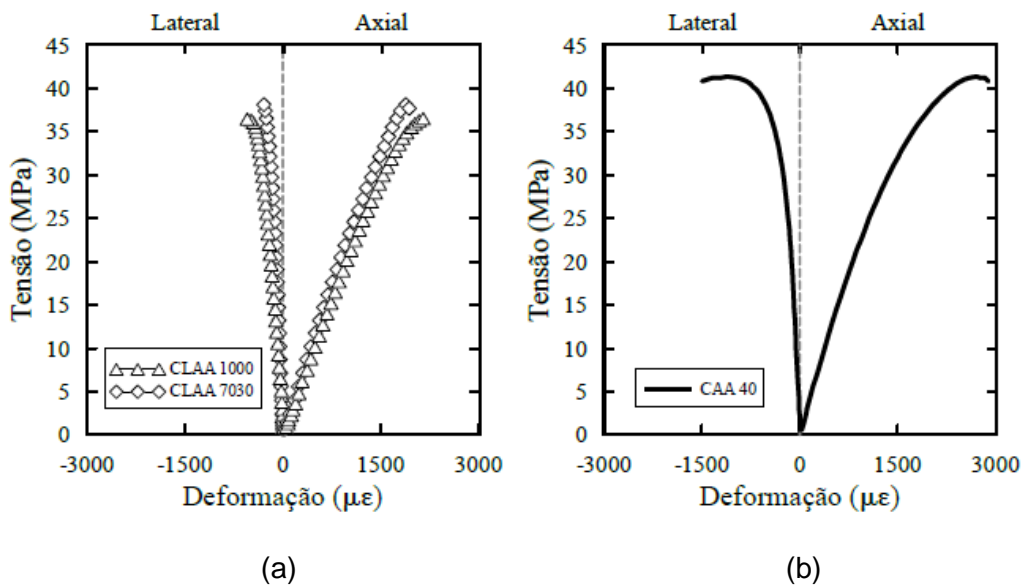 Lateral Axial
45
40
35
30
25
20
15
10
5
0
Tensão (MPa)
CLAA 1000
CLAA 7030
-3000 -1500 0 1500 3000
Deformação (με)
(a)
Lateral Axial
45
40
35
30
25
20
15
10
5
0
Tensão (MPa)
CAA 40
-3000 -1500 0 1500 3000
Deformação (με)
(b)